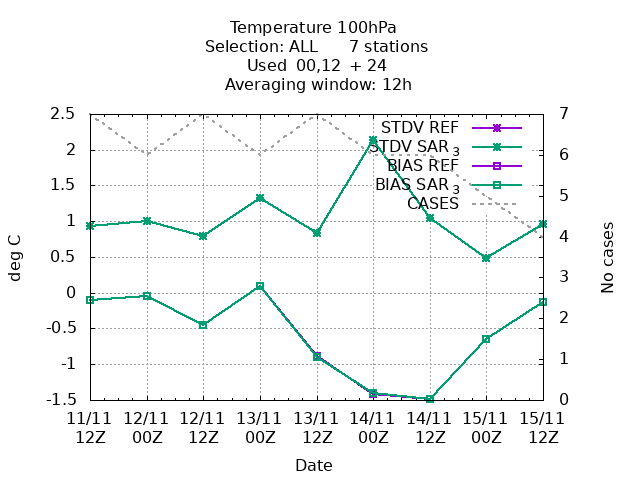 Temperature 100hPa
Selection: ALL 7 stations
Used 00,12 + 24
Averaging window: 12h
2.5
2
1.5
1
0.5
0
-0.5
-1
-1.5
7
6
5
4
3
2
1
0
deg C
No cases
STDV REF
STDV SAR 3
BIAS REF
BIAS SAR 3
CASES
11/11 12/11 12/11 13/11 13/11 14/11 14/11 15/11 15/11
12Z 00Z 12Z 00Z 12Z 00Z 12Z 00Z 12Z
Date